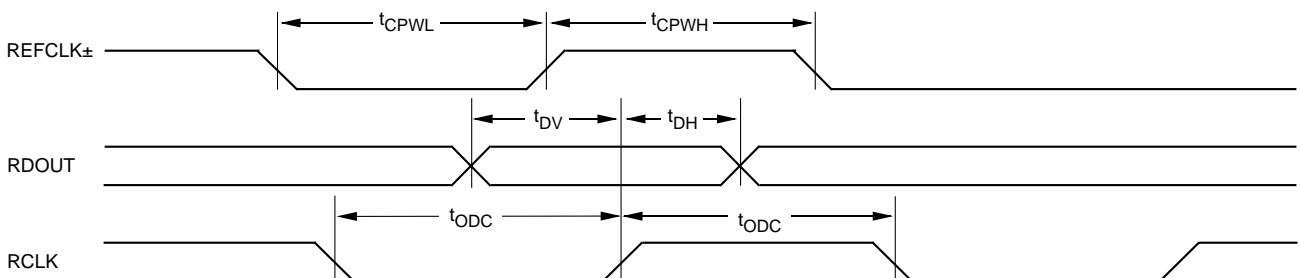 tCPWL tCPWH
REFCLK±
tDV tDH
RDOUT
tODC tODC
RCLK